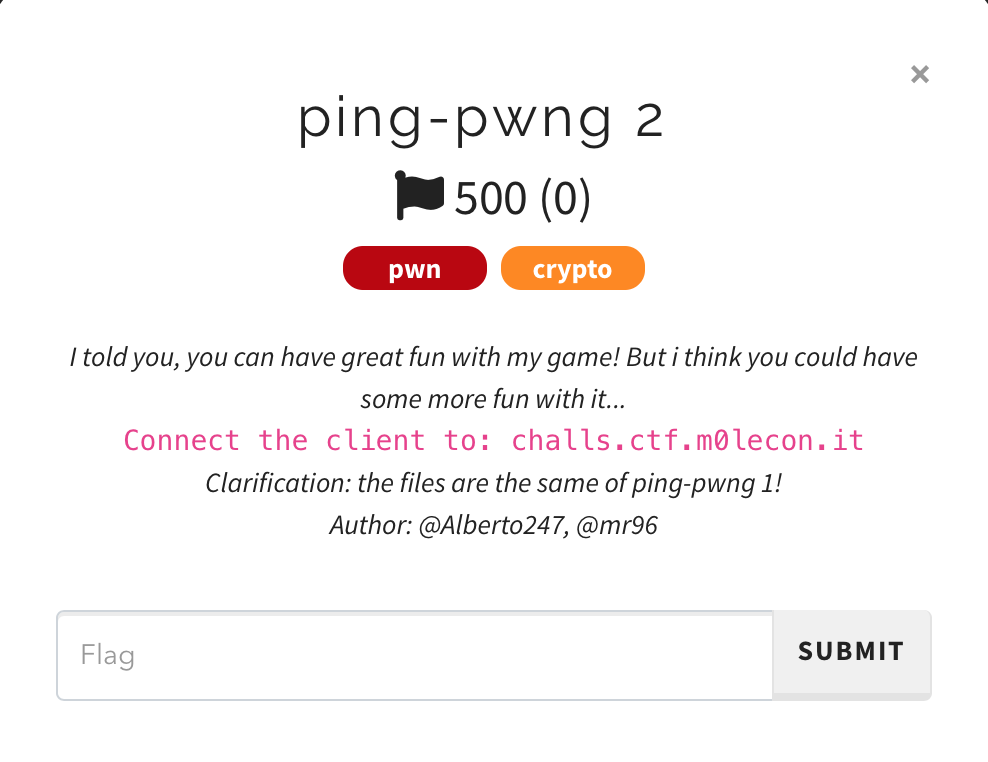 ×
ping-pwng 2
500 (0)
pwn crypto
I told you, you can have great fun with my game! But i think you could have
some more fun with it...
Connect the client to: challs.ctf.m0lecon.it
Clarification: the files are the same of ping-pwng 1!
Author: @Alberto247, @mr96
Flag SUBMIT